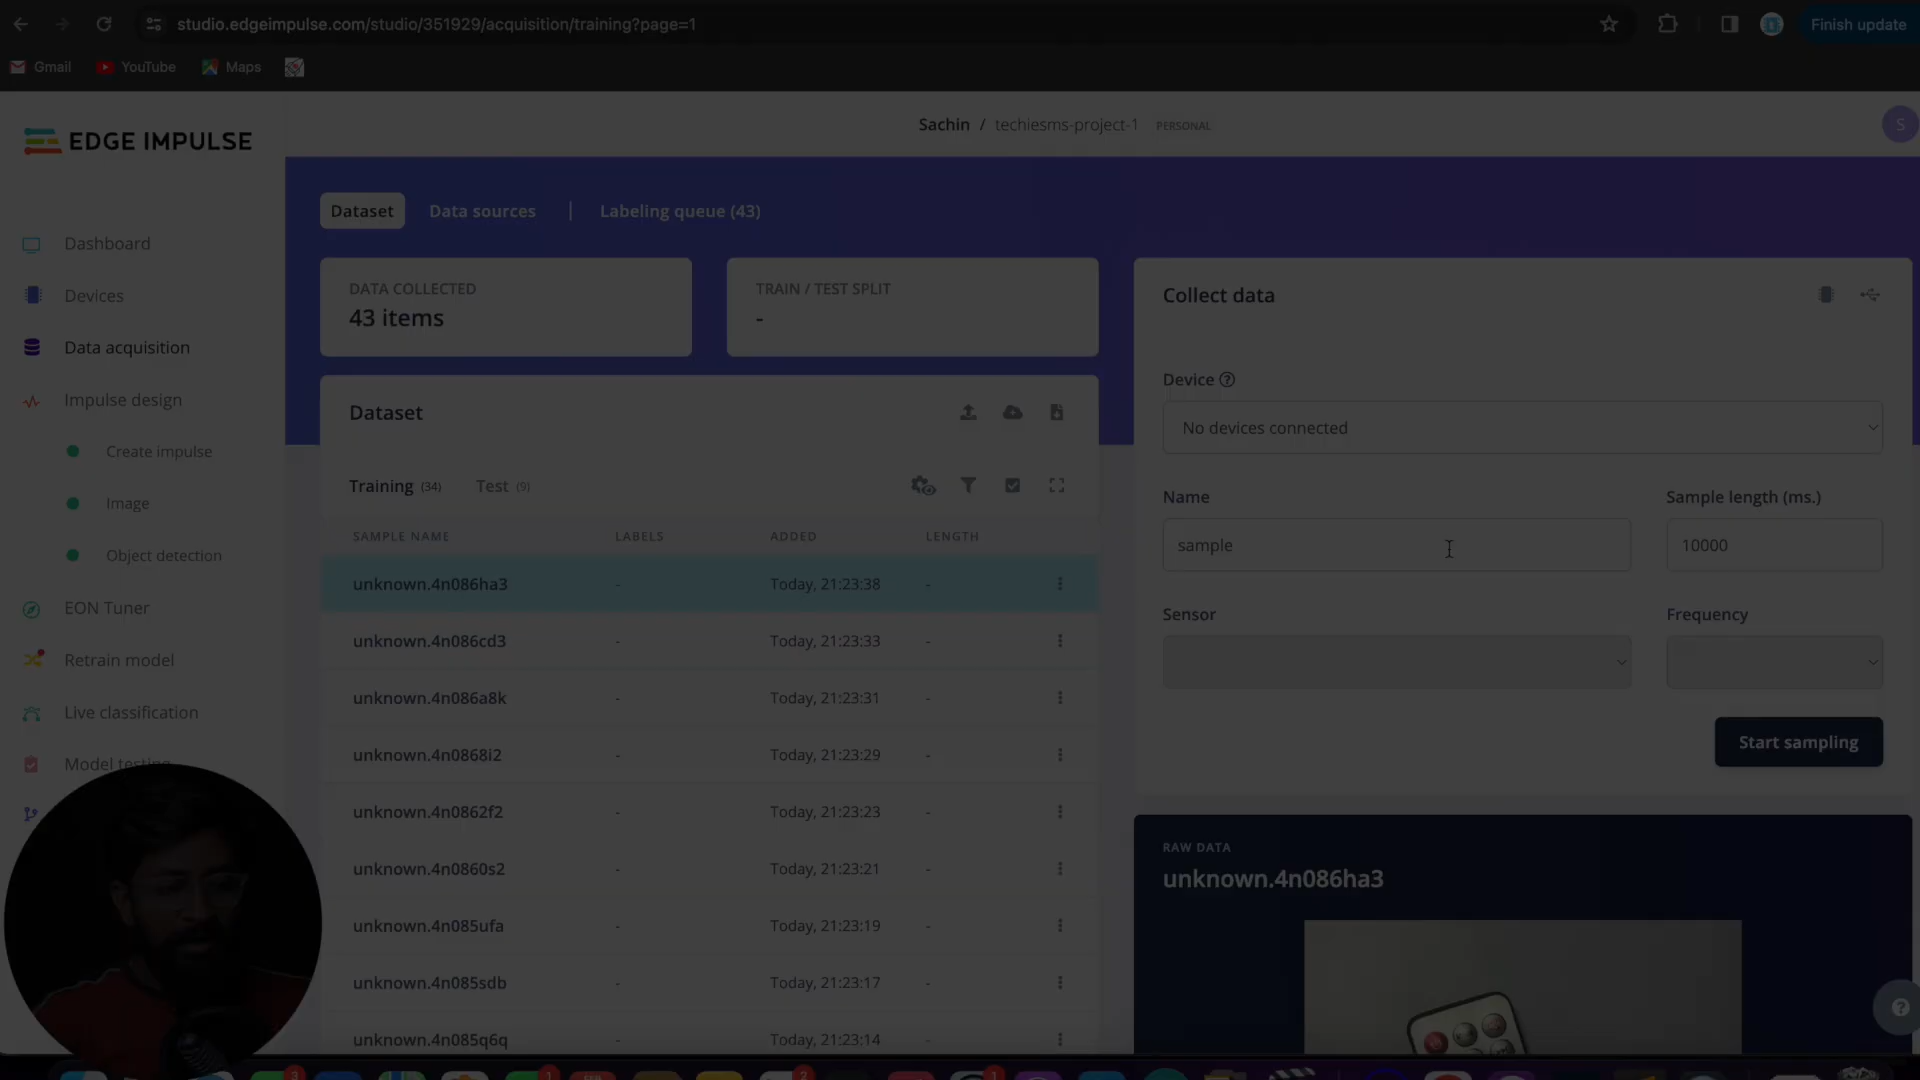 studio.edgeimpulse.com/studio/351929/acquisition/training?page=1
Finish update
Gmail
YouTube
Maps
EDGE IMPULSE
Sachin / techiesms-project-1 PERSONAL
S
Dashboard
Devices
Data acquisition
Impulse design
Create impulse
Image
Object detection
EON Tuner
Retrain model
Live classification
Model testing
Dataset
Data sources
Labeling queue (43)
DATA COLLECTED
43 items
TRAIN / TEST SPLIT
-
Dataset
Training (34)
Test (9)
SAMPLE NAME LABELS ADDED LENGTH
unknown.4n086ha3 - Today, 21:23:38 -
unknown.4n086cd3 - Today, 21:23:33 -
unknown.4n086a8k - Today, 21:23:31 -
unknown.4n0868i2 - Today, 21:23:29 -
unknown.4n0862f2 - Today, 21:23:23 -
unknown.4n0860s2 - Today, 21:23:21 -
unknown.4n085ufa - Today, 21:23:19 -
unknown.4n085sdb - Today, 21:23:17 -
unknown.4n085q6q - Today, 21:23:14 -
Collect data
Device ?
No devices connected
Name
Sample length (ms.)
sample
10000
Sensor
Frequency
Start sampling
RAW DATA
unknown.4n086ha3
?
3
1
2
1